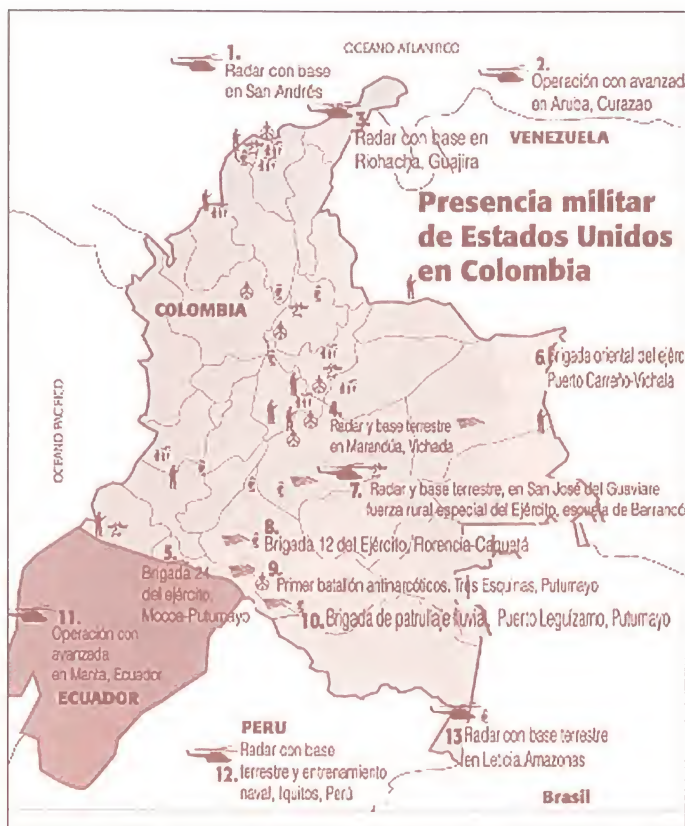 OCEANO ATLANTICO
1.
Radar con base
en San Andrés
2.
Operación con avanzada
en Aruba, Curazao
3.
Radar con base en
Riohacha, Guajira
VENEZUELA
Presencia militar
de Estados Unidos
en Colombia
COLOMBIA
OCEANO PACIFICO
6. Brigada oriental del ejérc
Puerto Carreño-Vichala
4.
Radar y base terrestre
en Marandúa, Vichada
7. Radar y base terrestre, en San José del Guaviare
fuerza rural especial del Ejército, escuela de Barrancó
8.
Brigada 12 del Ejército, Florencia-Caquetá
5.
Brigada 24
del ejército,
Mocoa-Putumayo
9.
Primer batallón antinarcóticos. Tres Esquinas, Putumayo
10. Brigada de patrullaje fluvial, Puerto Leguízamo, Putumayo
11.
Operación con
avanzada
en Manta, Ecuador
ECUADOR
PERU
Radar con base
12. terrestre y entrenamiento
naval, Iquitos, Perú
13 Radar con base terrestre
en Leticia. Amazonas
Brasil